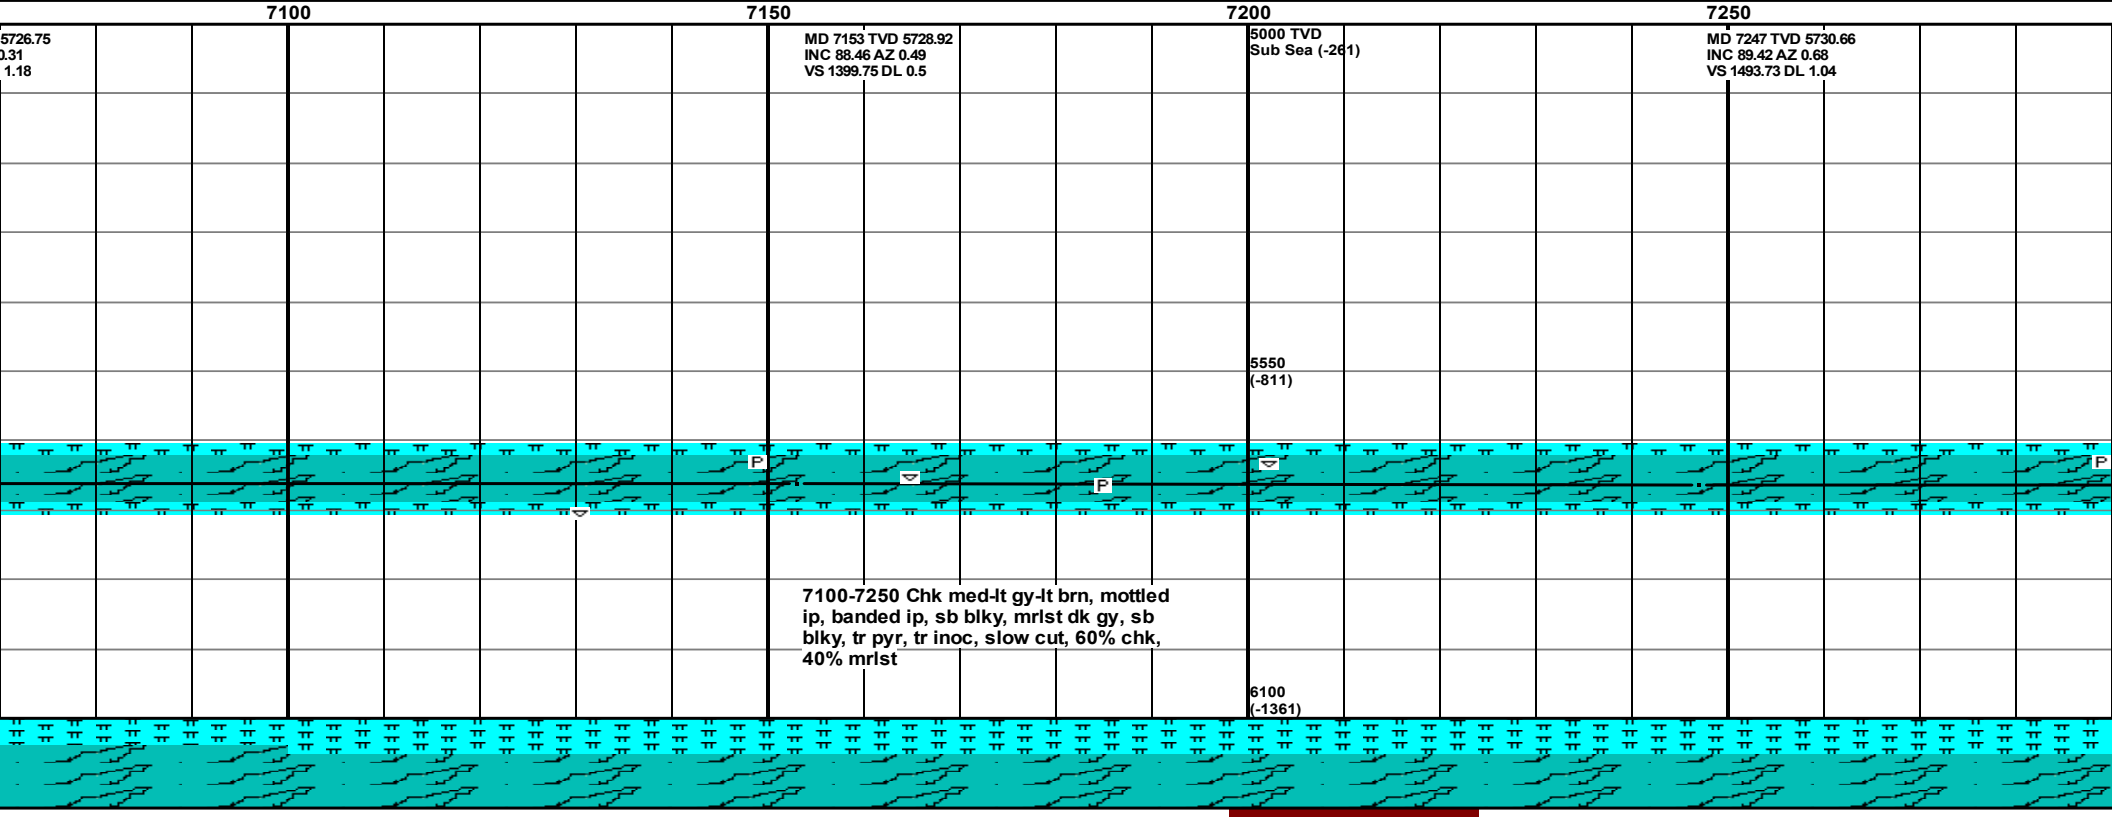 7100
7150
7200
7250
5726.75
0.31
1.18
MD 7153 TVD 5728.92
INC 88.46 AZ 0.49
VS 1399.75 DL 0.5
5000 TVD
Sub Sea (-261)
MD 7247 TVD 5730.66
INC 89.42 AZ 0.68
VS 1493.73 DL 1.04
5550
(-811)
P
P
P
7100-7250 Chk med-lt gy-lt brn, mottled
ip, banded ip, sb blky, mrlst dk gy, sb
blky, tr pyr, tr inoc, slow cut, 60% chk,
40% mrlst
6100
(-1361)